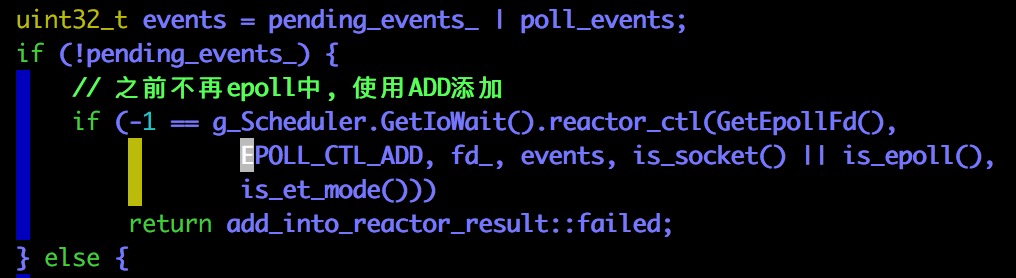 uint32_t events = pending_events_ | poll_events;
if (!pending_events_) {
// 之前不再epoll中, 使用ADD添加
if (-1 == g_Scheduler.GetIoWait().reactor_ctl(GetEpollFd(),
EPOLL_CTL_ADD, fd_, events, is_socket() || is_epoll(),
is_et_mode()))
return add_into_reactor_result::failed;
} else {